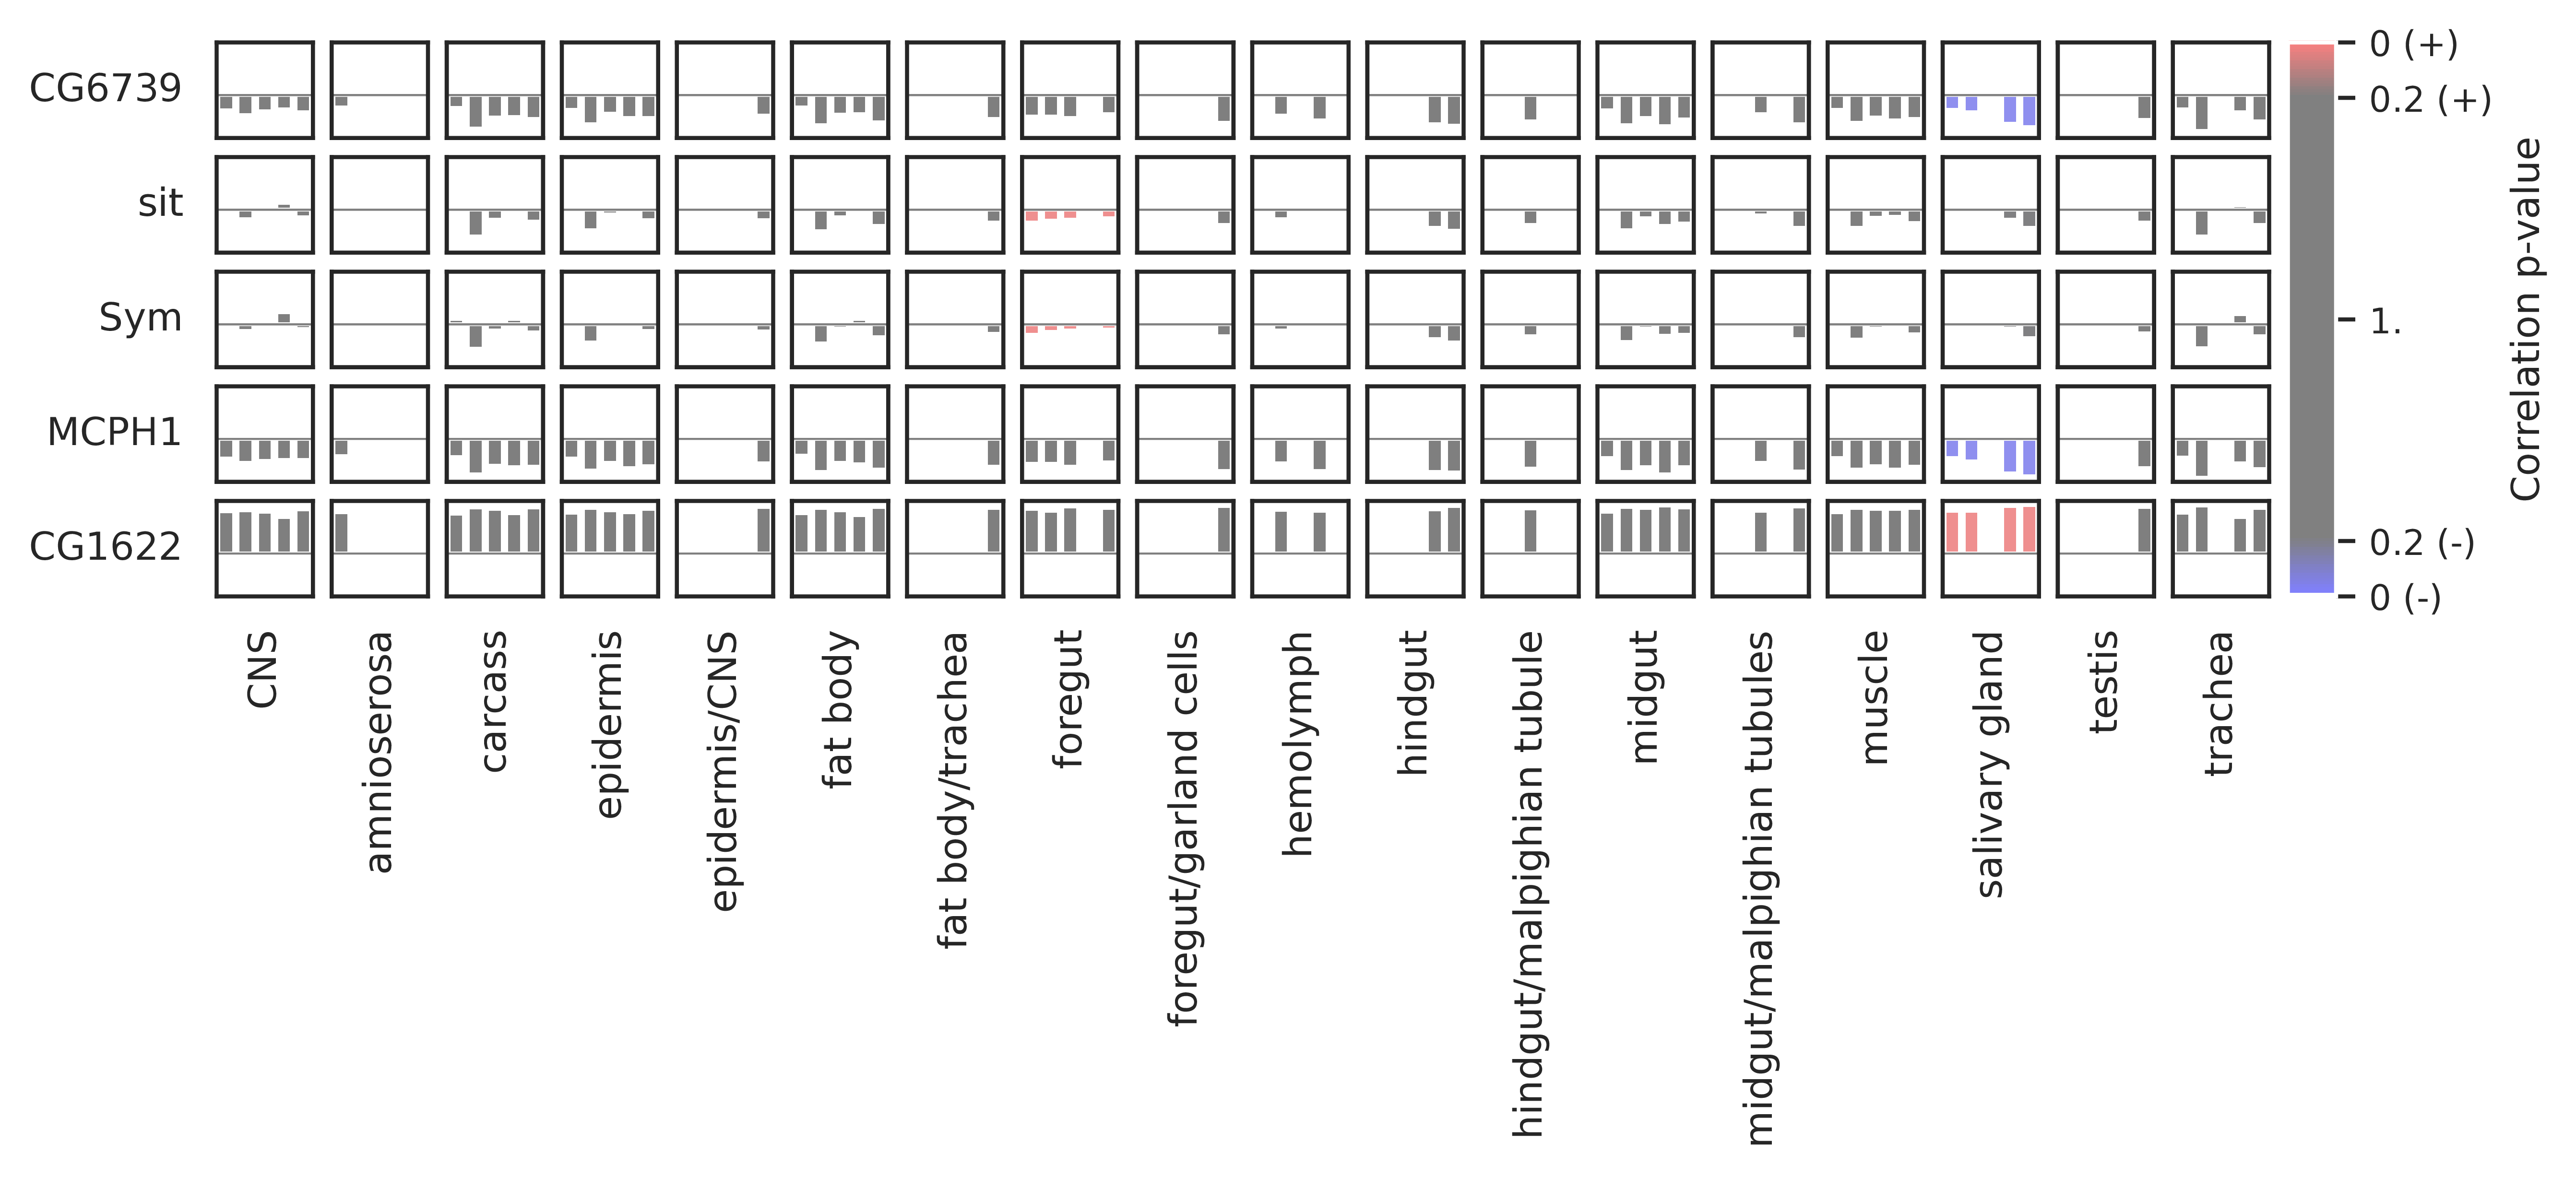 CG6739
sit
Sym
MCPH1
CG1622
0 (+)
0.2 (+)
1.
0.2 (-)
0 (-)
Correlation p-value
CNS
amnioserosa
carcass
epidermis
epidermis/CNS
fat body
fat body/trachea
foregut
foregut/garland cells
hemolymph
hindgut
hindgut/malpighian tubule
midgut
midgut/malpighian tubules
muscle
salivary gland
testis
trachea